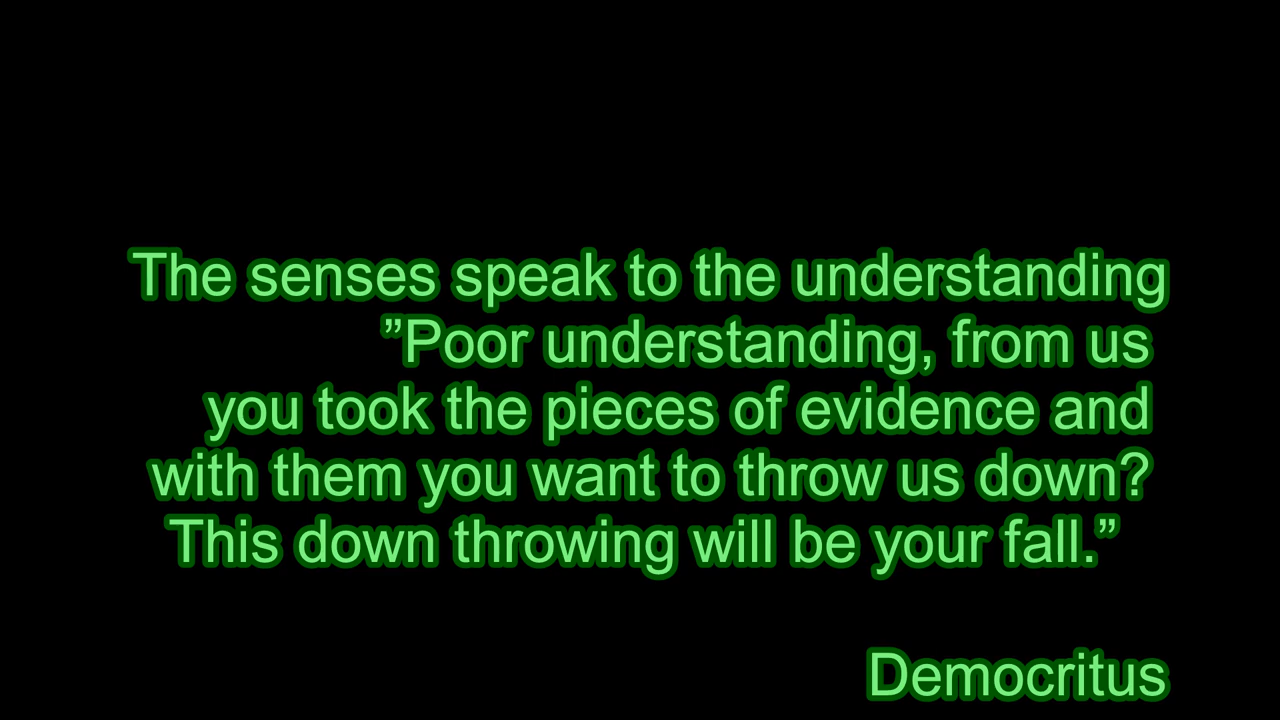 The senses speak to the understanding
”Poor understanding, from us
you took the pieces of evidence and
with them you want to throw us down?
This down throwing will be your fall.”
Democritus